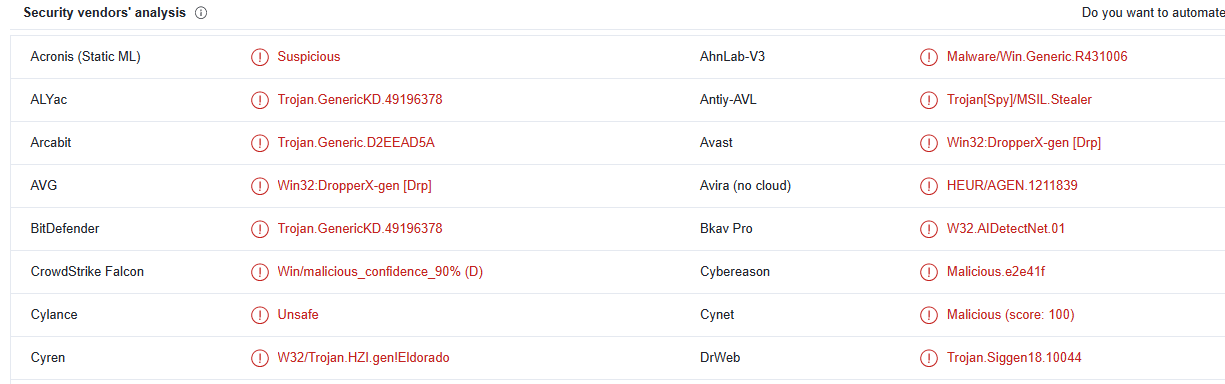 Security vendors' analysis Do you want to automate
Acronis (Static ML) Suspicious AhnLab-V3 Malware/Win.Generic.R431006
ALYac Trojan.GenericKD.49196378 Antiy-AVL Trojan[Spy]/MSIL.Stealer
Arcabit Trojan.Generic.D2EEAD5A Avast Win32:DropperX-gen [Drp]
AVG Win32:DropperX-gen [Drp] Avira (no cloud) HEUR/AGEN.1211839
BitDefender Trojan.GenericKD.49196378 Bkav Pro W32.AIDetectNet.01
CrowdStrike Falcon Win/malicious_confidence_90% (D) Cybereason Malicious.e2e41f
Cylance Unsafe Cynet Malicious (score: 100)
Cyren W32/Trojan.HZI.gen!Eldorado DrWeb Trojan.Siggen18.10044